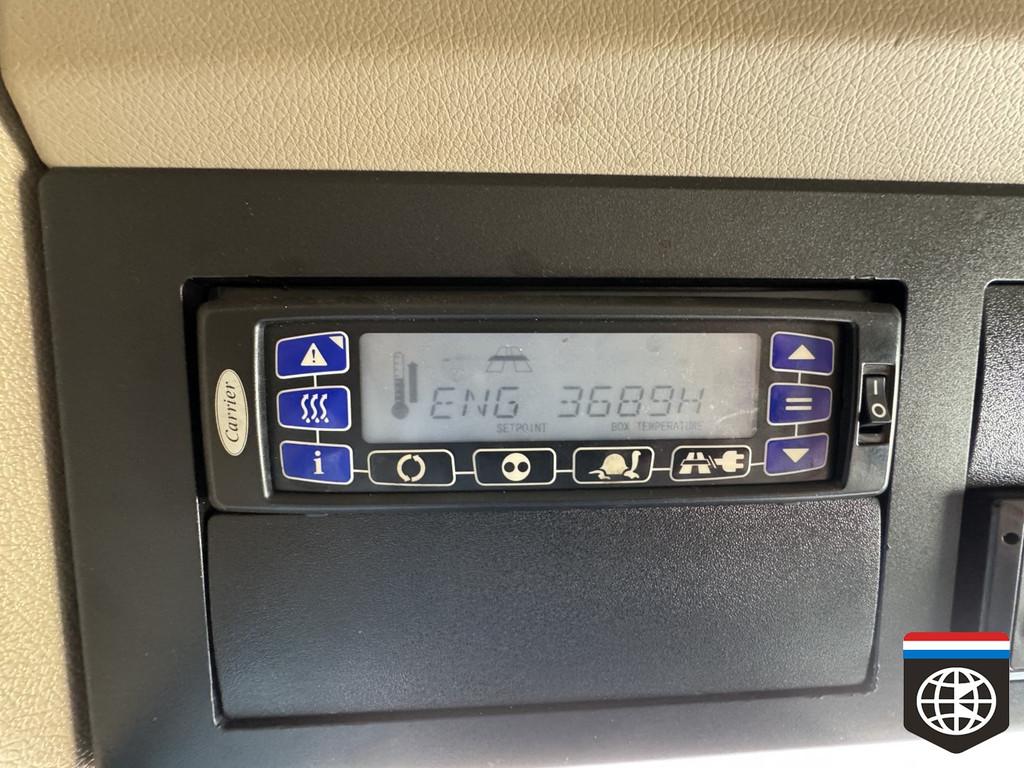 Carrier
ENG 3689H
SETPOINT BOX TEMPERATURE
i
I
O